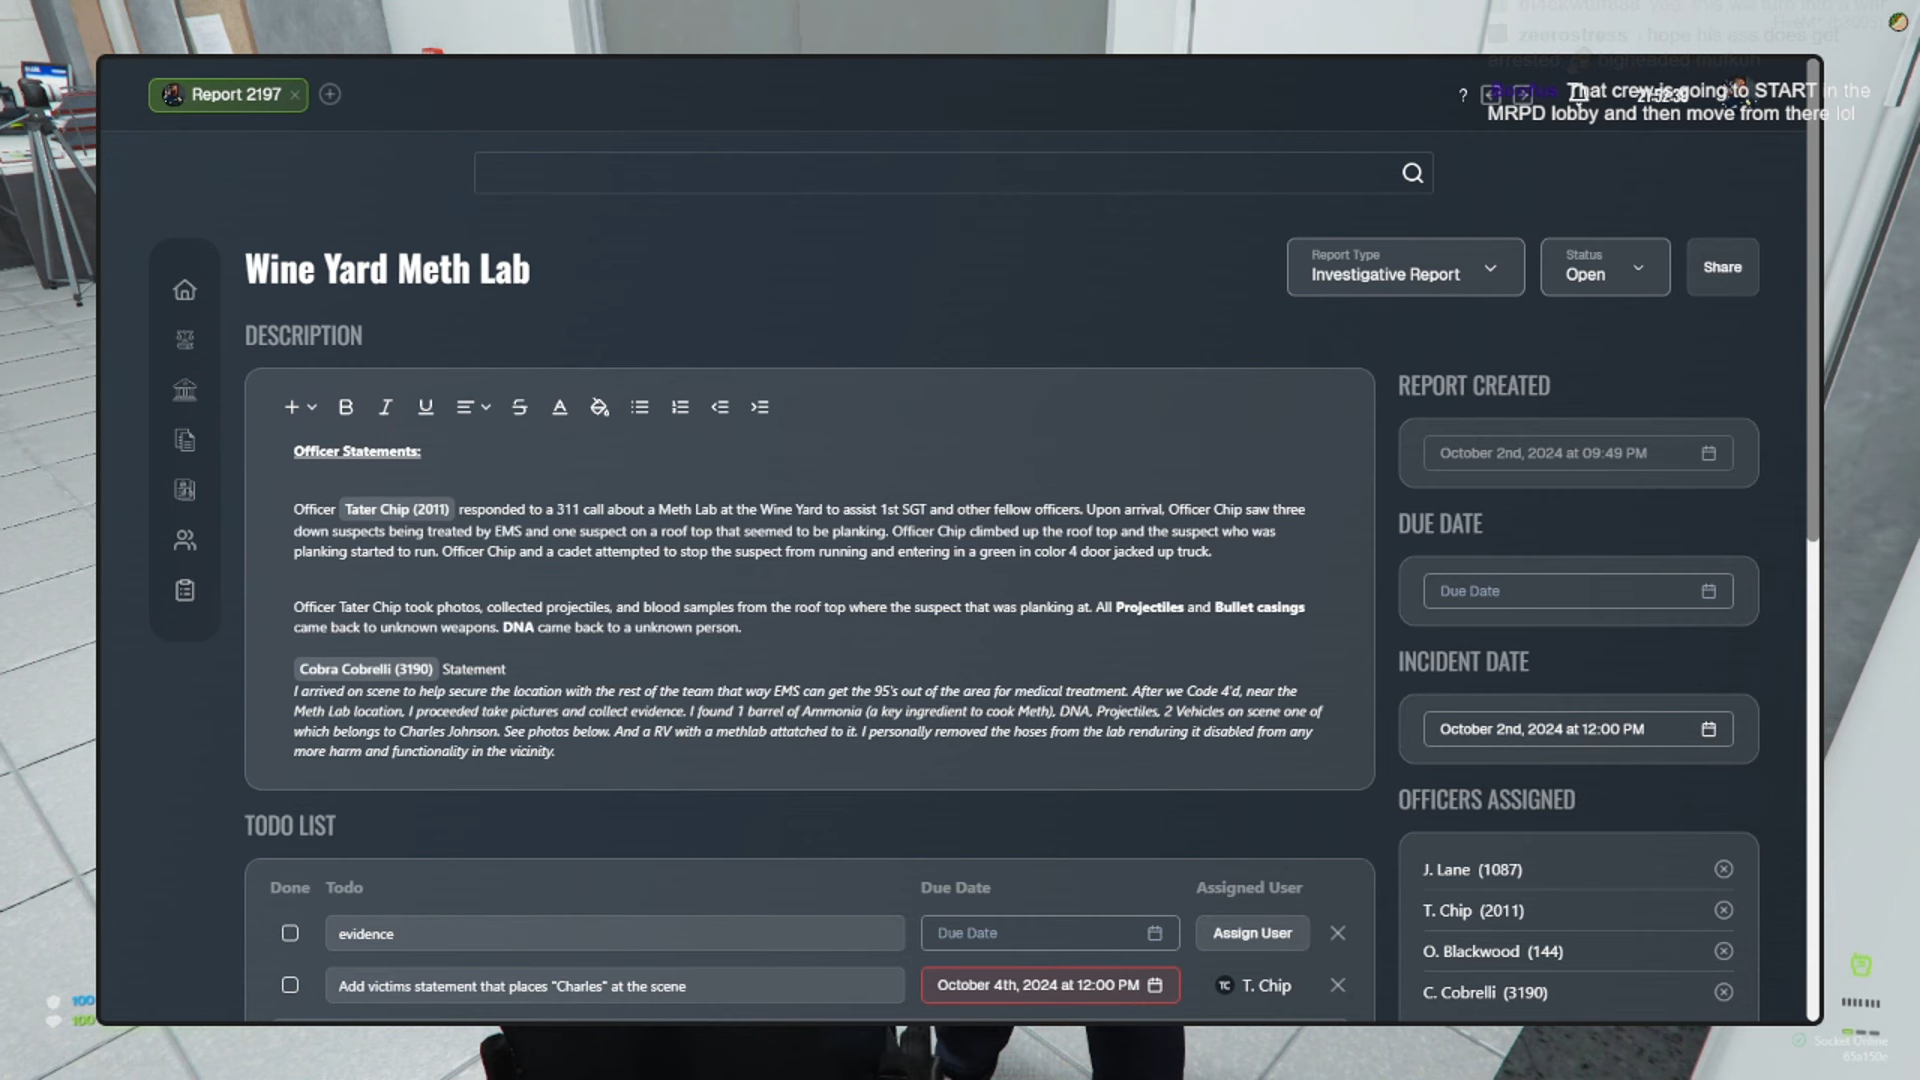 zeerostress : I hope his ass does get
arrested bigheaded
That crew is going to START in the
MRPD lobby and then move from there lol
Report 2197
?
Wine Yard Meth Lab
Report Type
Investigative Report
Status
Open
Share
DESCRIPTION
Officer Statements:
Officer Tater Chip (2011) responded to a 311 call about a Meth Lab at the Wine Yard to assist 1st SGT and other fellow officers. Upon arrival, Officer Chip saw three
down suspects being treated by EMS and one suspect on a roof top that seemed to be planking. Officer Chip climbed up the roof top and the suspect who was
planking started to run. Officer Chip and a cadet attempted to stop the suspect from running and entering in a green in color 4 door jacked up truck.
Officer Tater Chip took photos, collected projectiles, and blood samples from the roof top where the suspect that was planking at. All Projectiles and Bullet casings
came back to unknown weapons. DNA came back to a unknown person.
Cobra Cobrelli (3190) Statement
I arrived on scene to help secure the location with the rest of the team that way EMS can get the 95's out of the area for medical treatment. After we Code 4'd, near the
Meth Lab location, I proceeded take pictures and collect evidence. I found 1 barrel of Ammonia (a key ingredient to cook Meth), DNA, Projectiles, 2 Vehicles on scene one of
which belongs to Charles Johnson. See photos below. And a RV with a methlab attatched to it. I personally removed the hoses from the lab renduring it disabled from any
more harm and functionality in the vicinity.
REPORT CREATED
October 2nd, 2024 at 09:49 PM
DUE DATE
Due Date
INCIDENT DATE
October 2nd, 2024 at 12:00 PM
OFFICERS ASSIGNED
J. Lane (1087)
T. Chip (2011)
O. Blackwood (144)
C. Cobrelli (3190)
TODO LIST
Done Todo Due Date Assigned User
evidence Due Date Assign User
Add victims statement that places "Charles" at the scene October 4th, 2024 at 12:00 PM TC T. Chip
100
100
Socket Online
65a150e